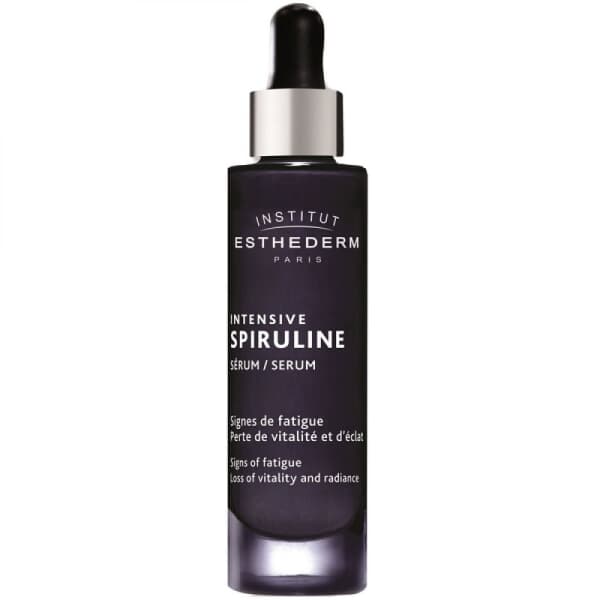 INSTITUT
ESTHEDERM
PARIS
INTENSIVE
SPIRULINE
SÉRUM / SERUM
Signes de fatigue
Perte de vitalité et d'éclat
Signs of fatigue
Loss of vitality and radiance